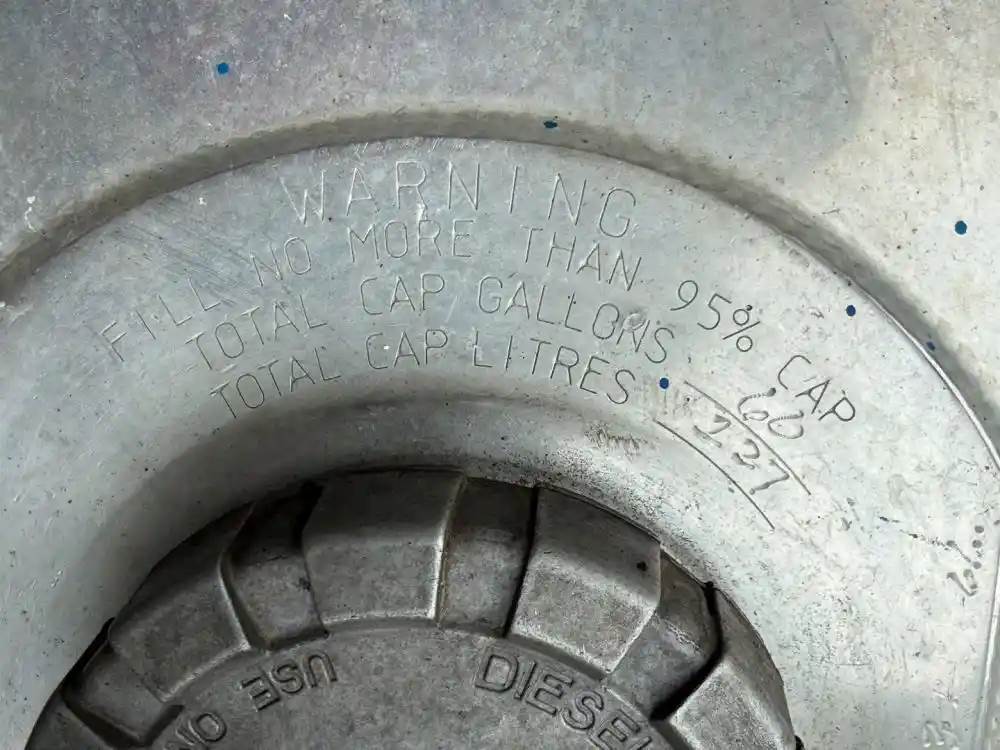 WARNING
FILL NO MORE THAN 95% CAP
TOTAL CAP GALLONS 60
TOTAL CAP LITRES 227
USE
DIESEL